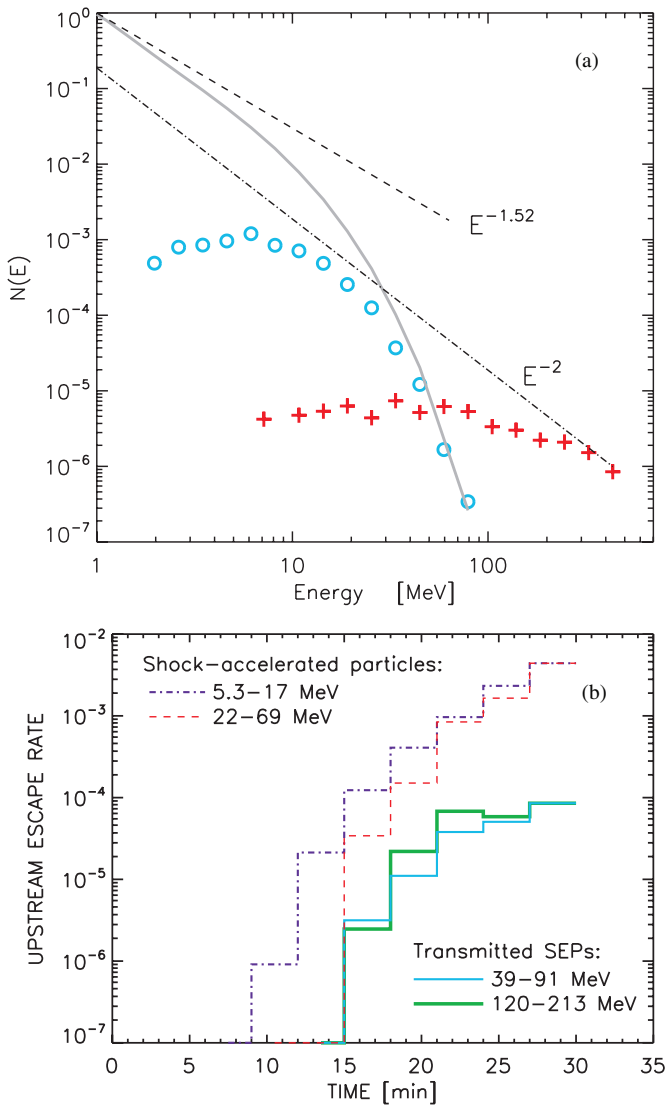 10⁰
10⁻¹
10⁻²
10⁻³
10⁻⁴
10⁻⁵
10⁻⁶
10⁻⁷
N(E)
(a)
E⁻¹·⁵²
E⁻²
1 10 100
Energy [MeV]
10⁻²
10⁻³
10⁻⁴
10⁻⁵
10⁻⁶
10⁻⁷
UPSTREAM ESCAPE RATE
Shock-accelerated particles:
5.3-17 MeV
22-69 MeV
(b)
Transmitted SEPs:
39-91 MeV
120-213 MeV
0 5 10 15 20 25 30 35
TIME [min]